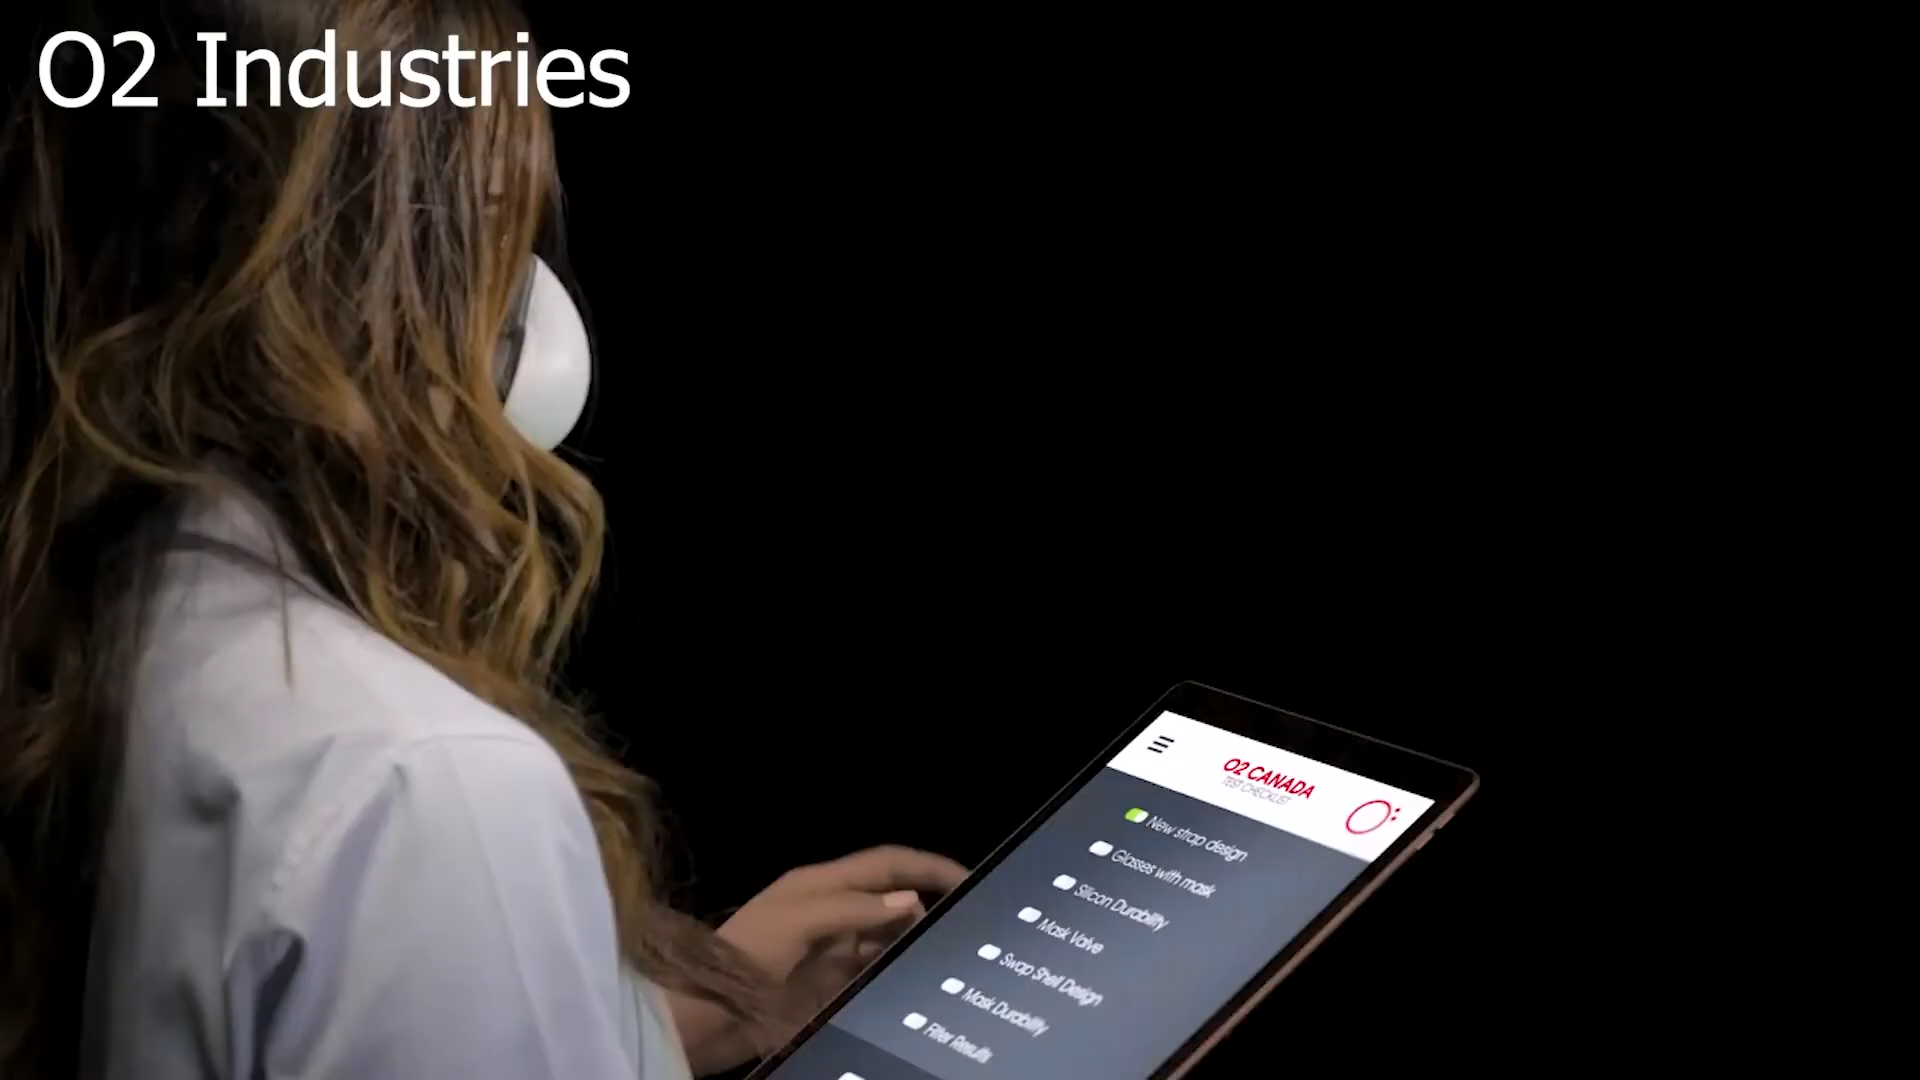 O2 Industries
O2 CANADA
TEST CHECKLIST
New strap design
Glasses with mask
Silicon Durability
Mask Valve
Swap Shell Design
Mask Durability
Filter Results